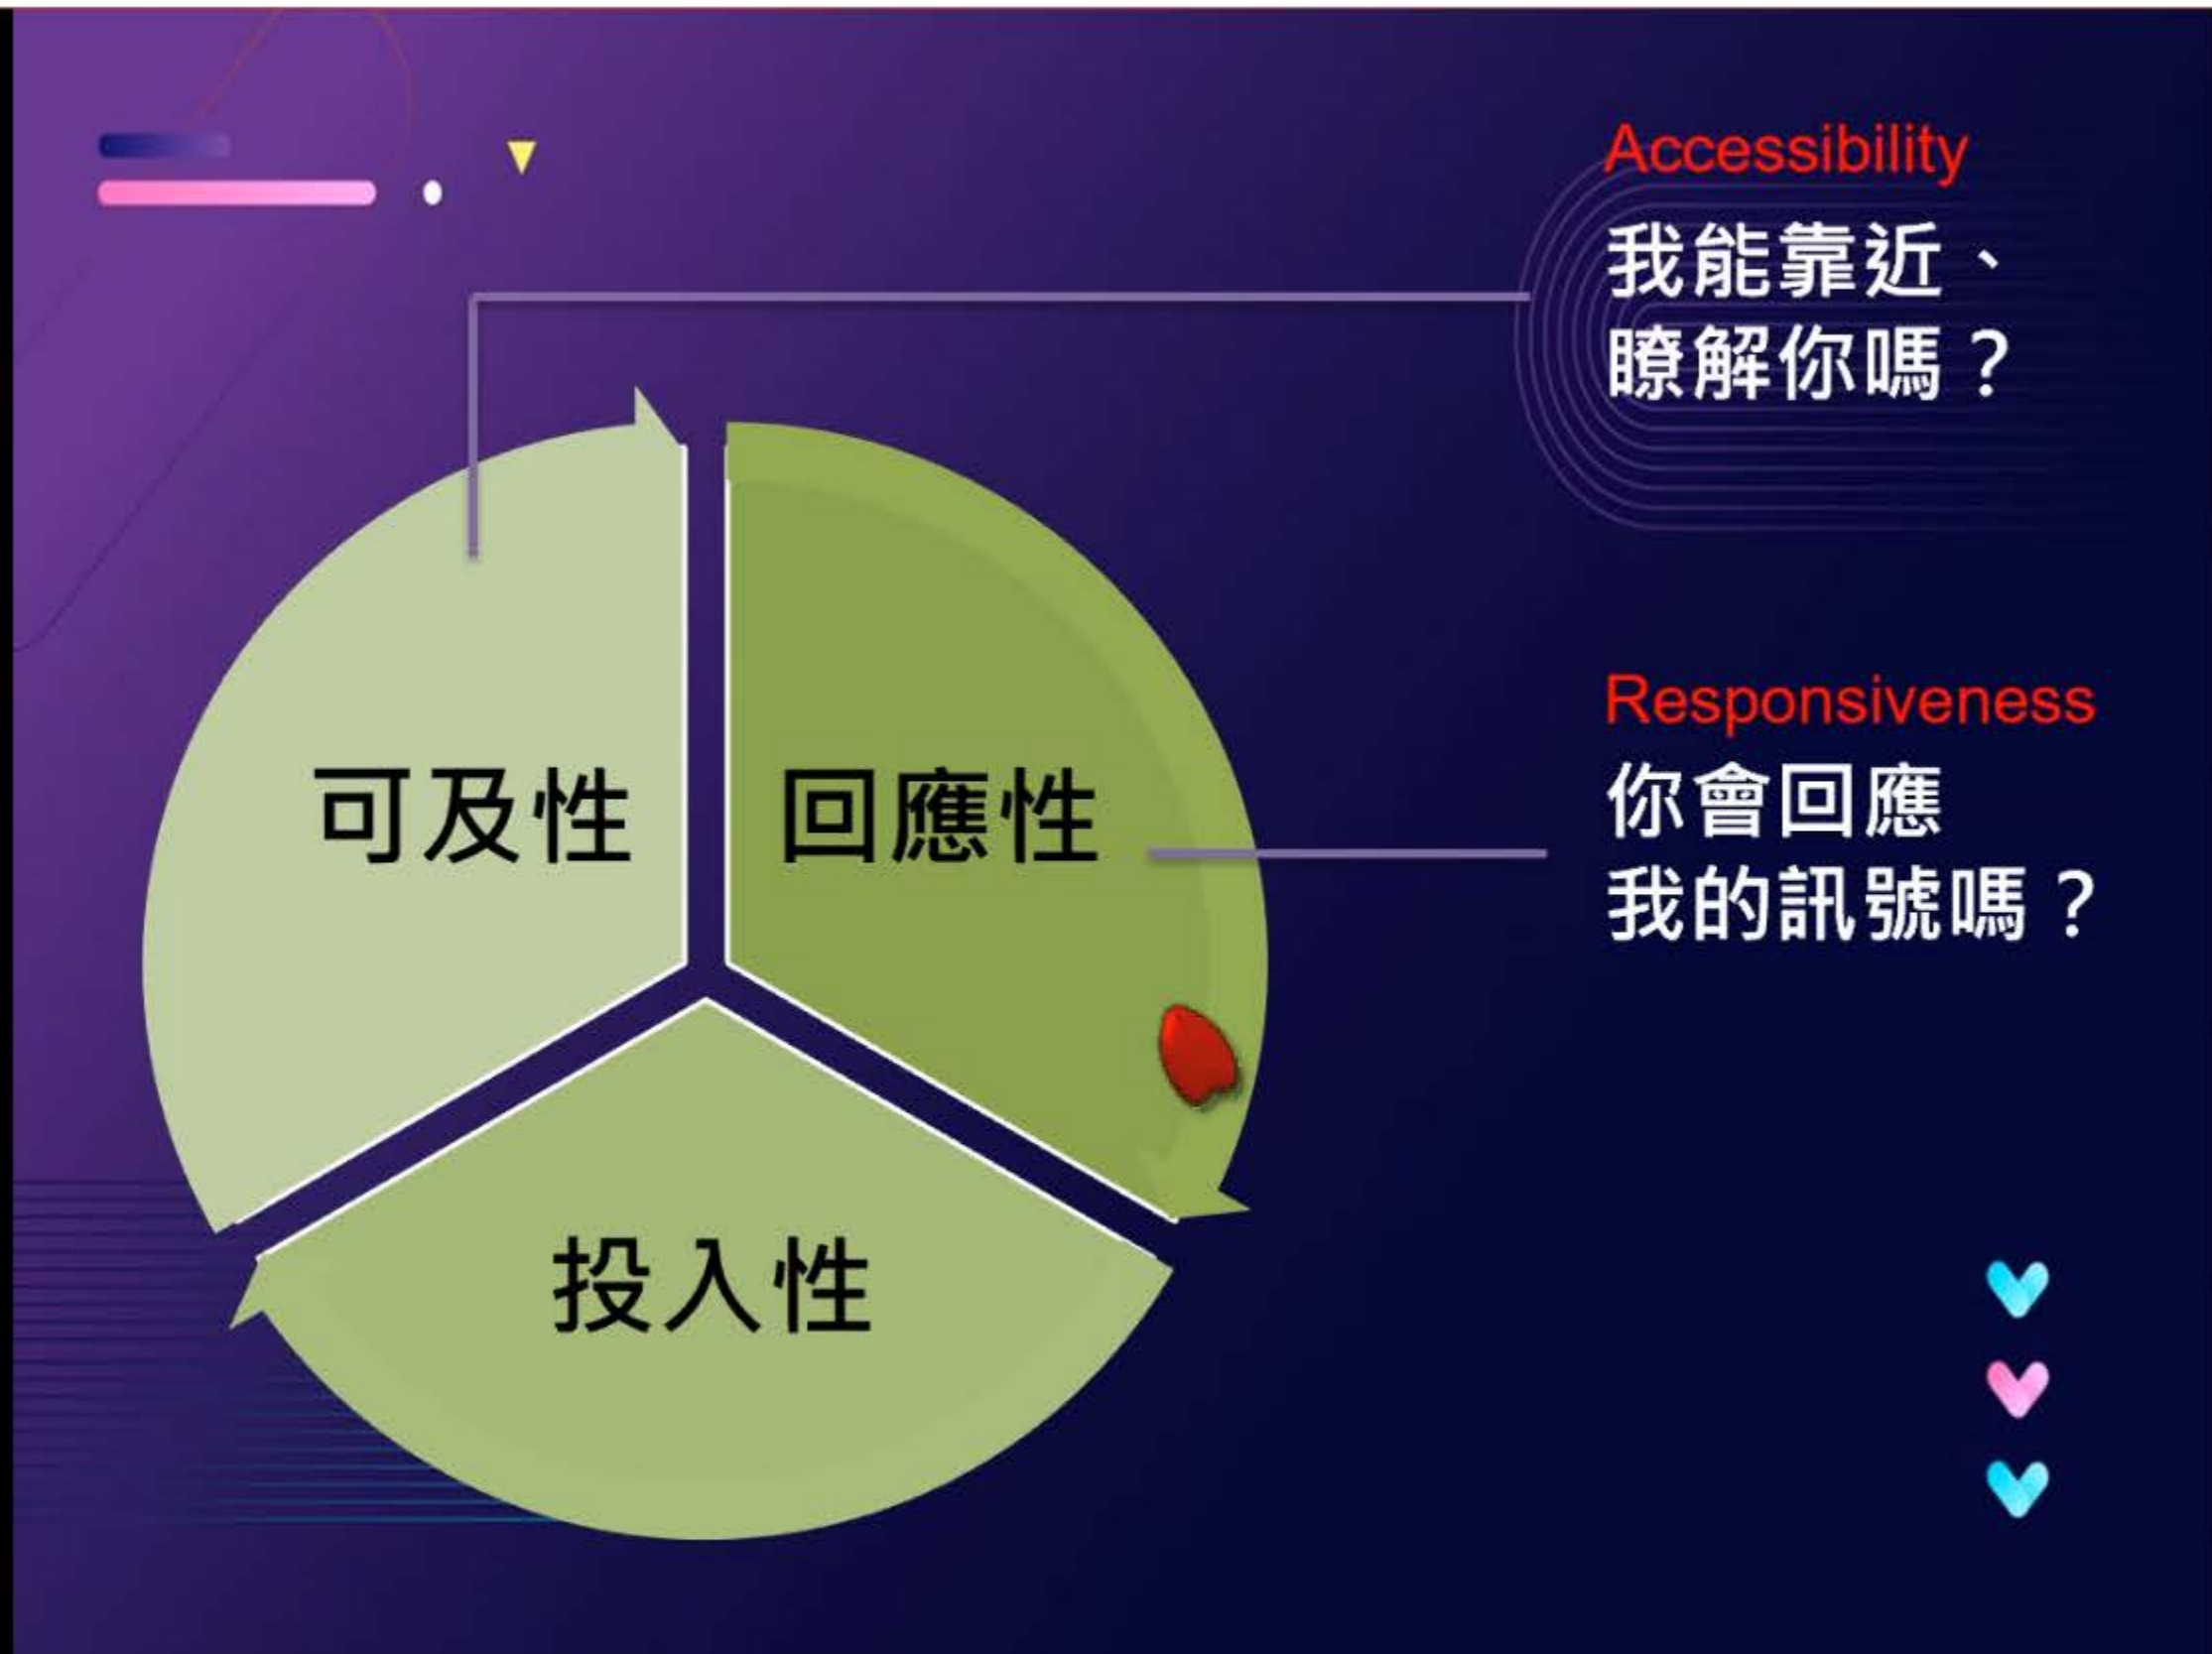 Accessibility
我能靠近、
瞭解你嗎？
可及性
回應性
Responsiveness
你會回應
我的訊號嗎？
投入性